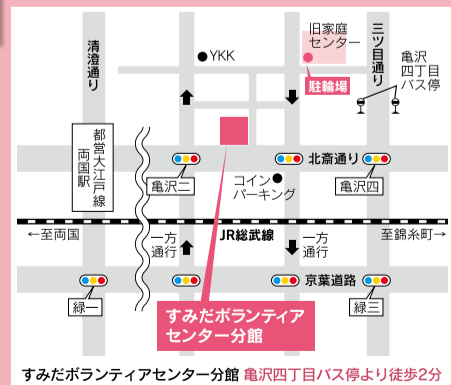 清澄通り
YKK
旧家庭
センター
三ツ目通り
亀沢
四丁目
バス停
駐輪場
都営大江戸線
両国駅
北斎通り
亀沢二
コイン
パーキング
亀沢四
←至両国
一方
通行
JR総武線
一方
通行
至錦糸町→
京葉道路
緑一
緑三
すみだボランティア
センター分館
すみだボランティアセンター分館 亀沢四丁目バス停より徒歩2分